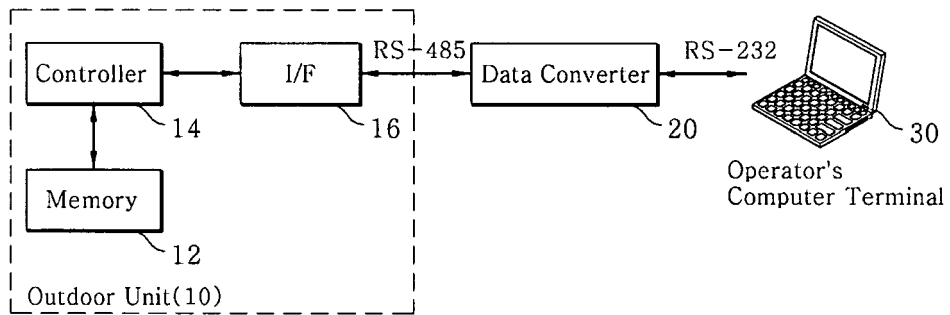 RS-485
RS-232
Controller
I/F
Data Converter
14
16
20
30
Memory
12
Operator's
Computer Terminal
Outdoor Unit(10)